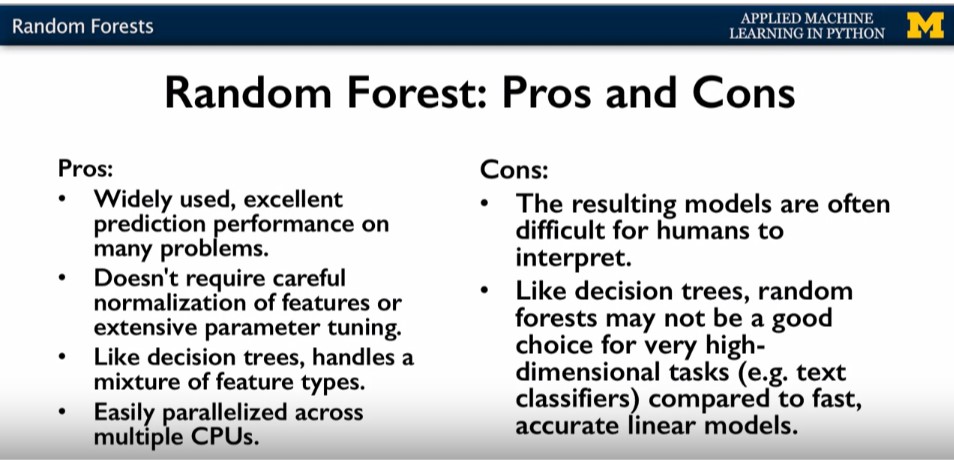 Random Forests
APPLIED MACHINE
LEARNING IN PYTHON
M
Random Forest: Pros and Cons
Pros:
• Widely used, excellent
prediction performance on
many problems.
• Doesn't require careful
normalization of features or
extensive parameter tuning.
• Like decision trees, handles a
mixture of feature types.
• Easily parallelized across
multiple CPUs.
Cons:
• The resulting models are often
difficult for humans to
interpret.
• Like decision trees, random
forests may not be a good
choice for very high-
dimensional tasks (e.g. text
classifiers) compared to fast,
accurate linear models.